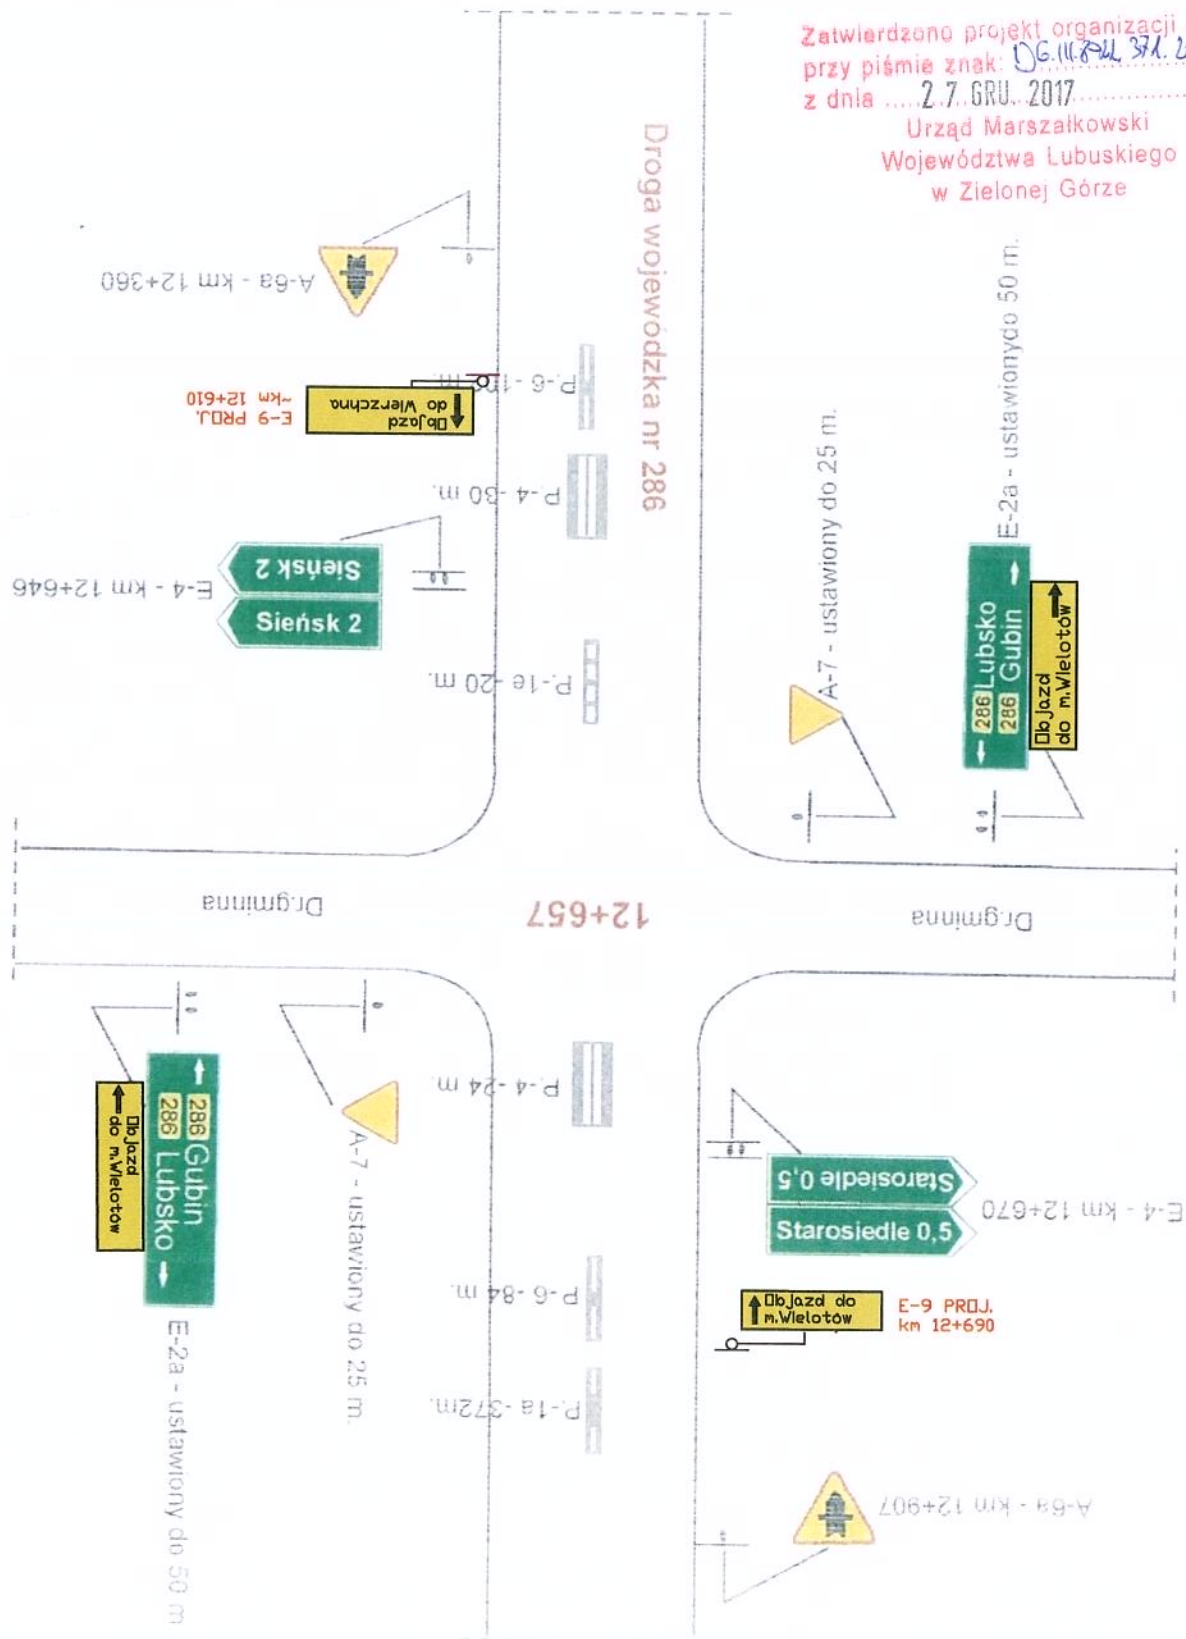 Zatwierdzono projekt organizacji
przy piśmie znak:
z dnia 27. GRU. 2017
Urząd Marszałkowski
Województwa Lubuskiego
w Zielonej Górze
Droga wojewódzka nr 286
A-6a - km 12+360
P.-6 -
E-9 PROJ.
~km 12+610
Objazd
do Wierzchna
P.-4 -30 m.
E-4 - km 12+646
Sieńsk 2
Sieńsk 2
P.-1e -20 m.
A-7 - ustawiony do 25 m.
E-2a - ustawionydo 50 m.
286 Lubsko
286 Gubin
Objazd
do m.Wielotów
Dr.gminna
12+657
Dr.gminna
286 Gubin
286 Lubsko
Objazd
do m.Wielotów
E-2a - ustawiony do 50 m
A-7 - ustawiony do 25 m.
P.-4 -24 m.
Starosiedle 0,5
Starosiedle 0,5
E-4 - km 12+670
P.-6 -84 m.
Objazd do
m.Wielotów
E-9 PROJ.
km 12+690
P.-1a -372m.
A-6a - km 12+907